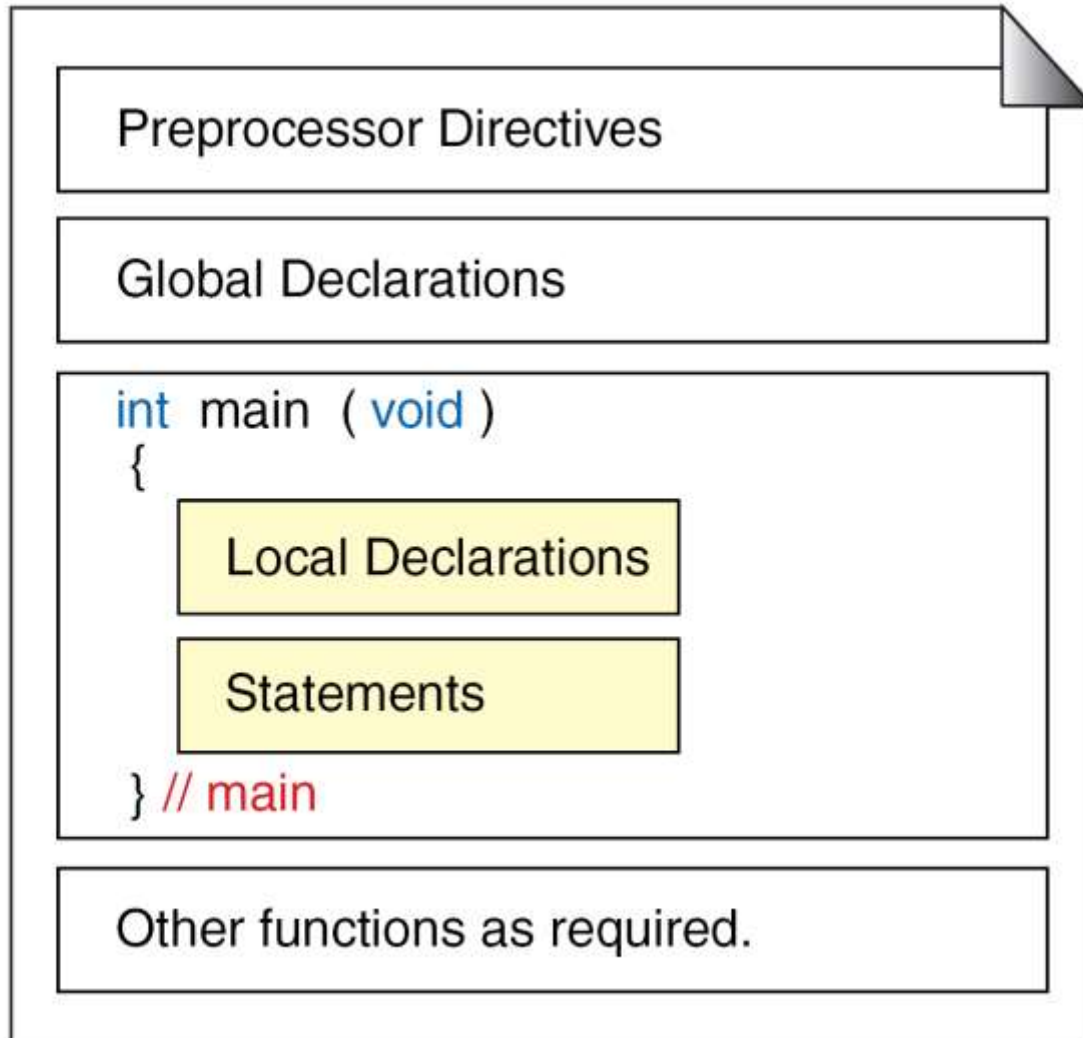 Preprocessor Directives
Global Declarations
int main ( void )
{
Local Declarations
Statements
} // main
Other functions as required.